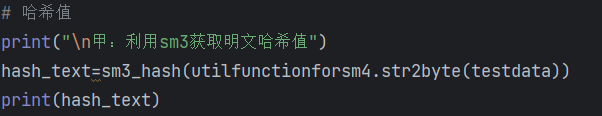 # 哈希值
print("\n甲：利用sm3获取明文哈希值")
hash_text=sm3_hash(utilfunctionforsm4.str2byte(testdata))
print(hash_text)